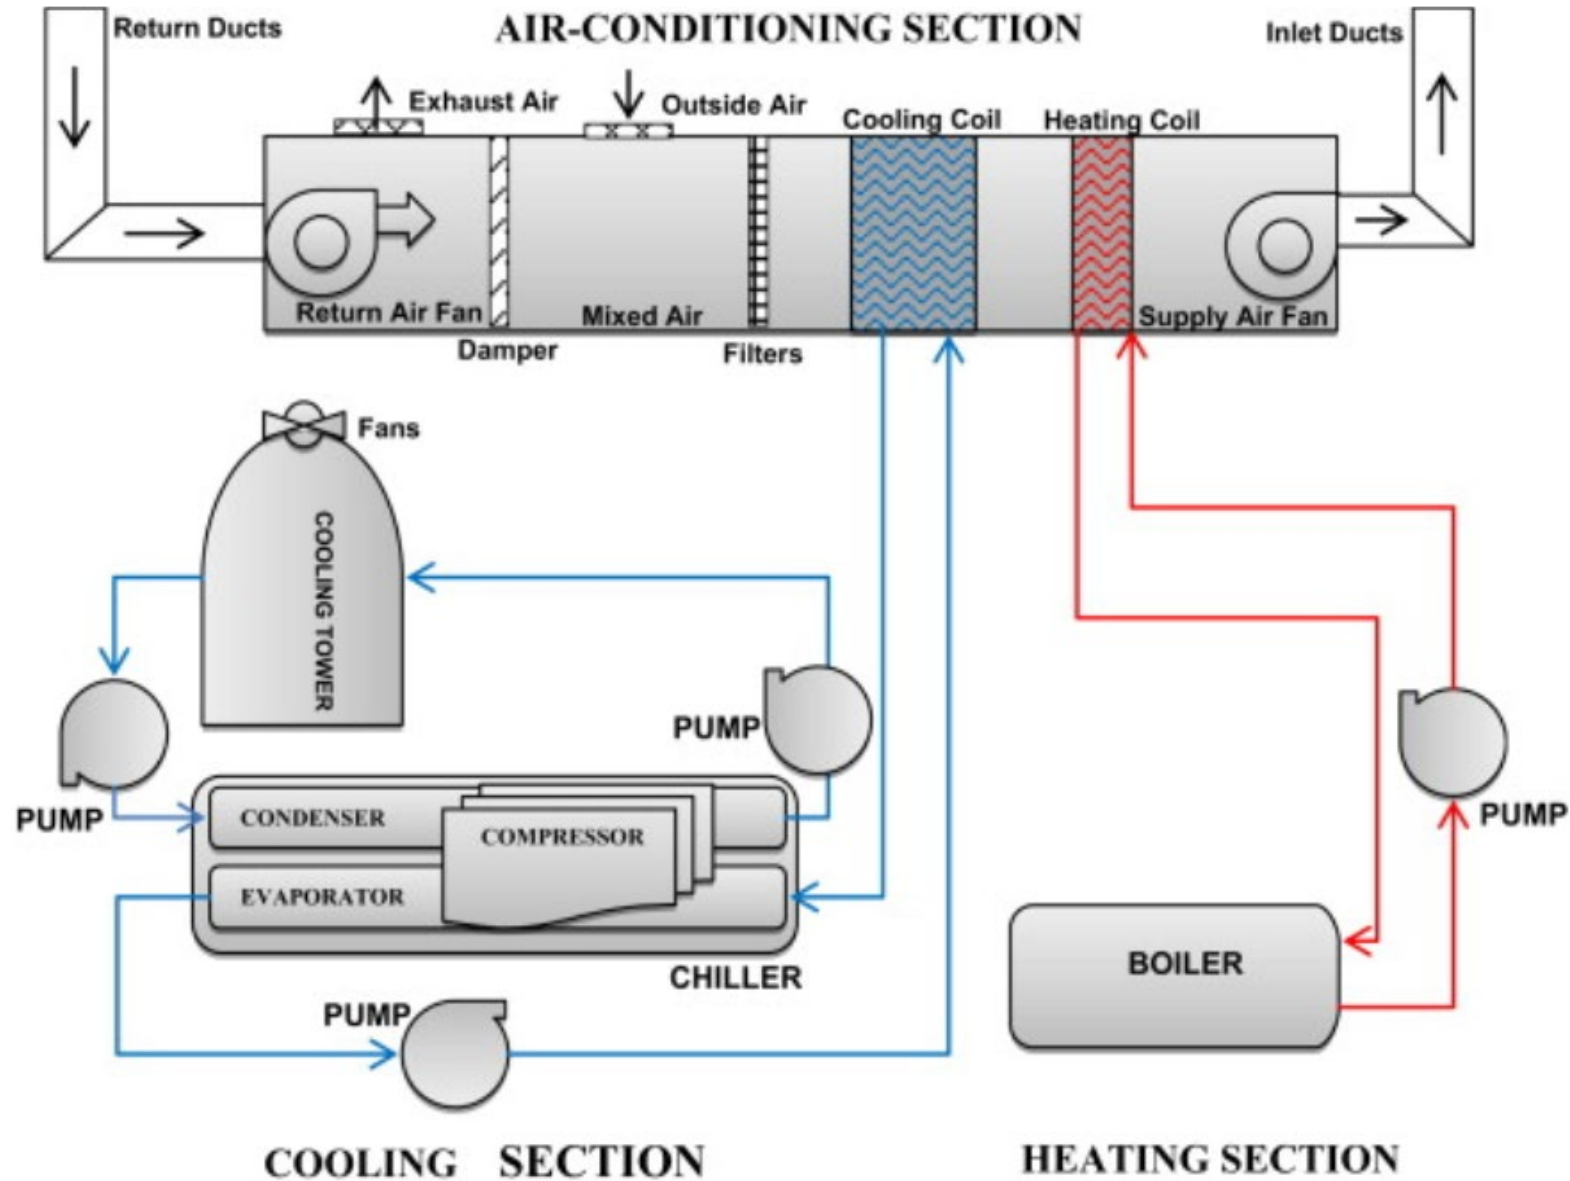 Return Ducts
AIR-CONDITIONING SECTION
Inlet Ducts
Exhaust Air
Outside Air
Cooling Coil
Heating Coil
Return Air Fan
Mixed Air
Supply Air Fan
Damper
Filters
Fans
COOLING TOWER
PUMP
PUMP
PUMP
CONDENSER
COMPRESSOR
EVAPORATOR
CHILLER
BOILER
PUMP
COOLING SECTION
HEATING SECTION